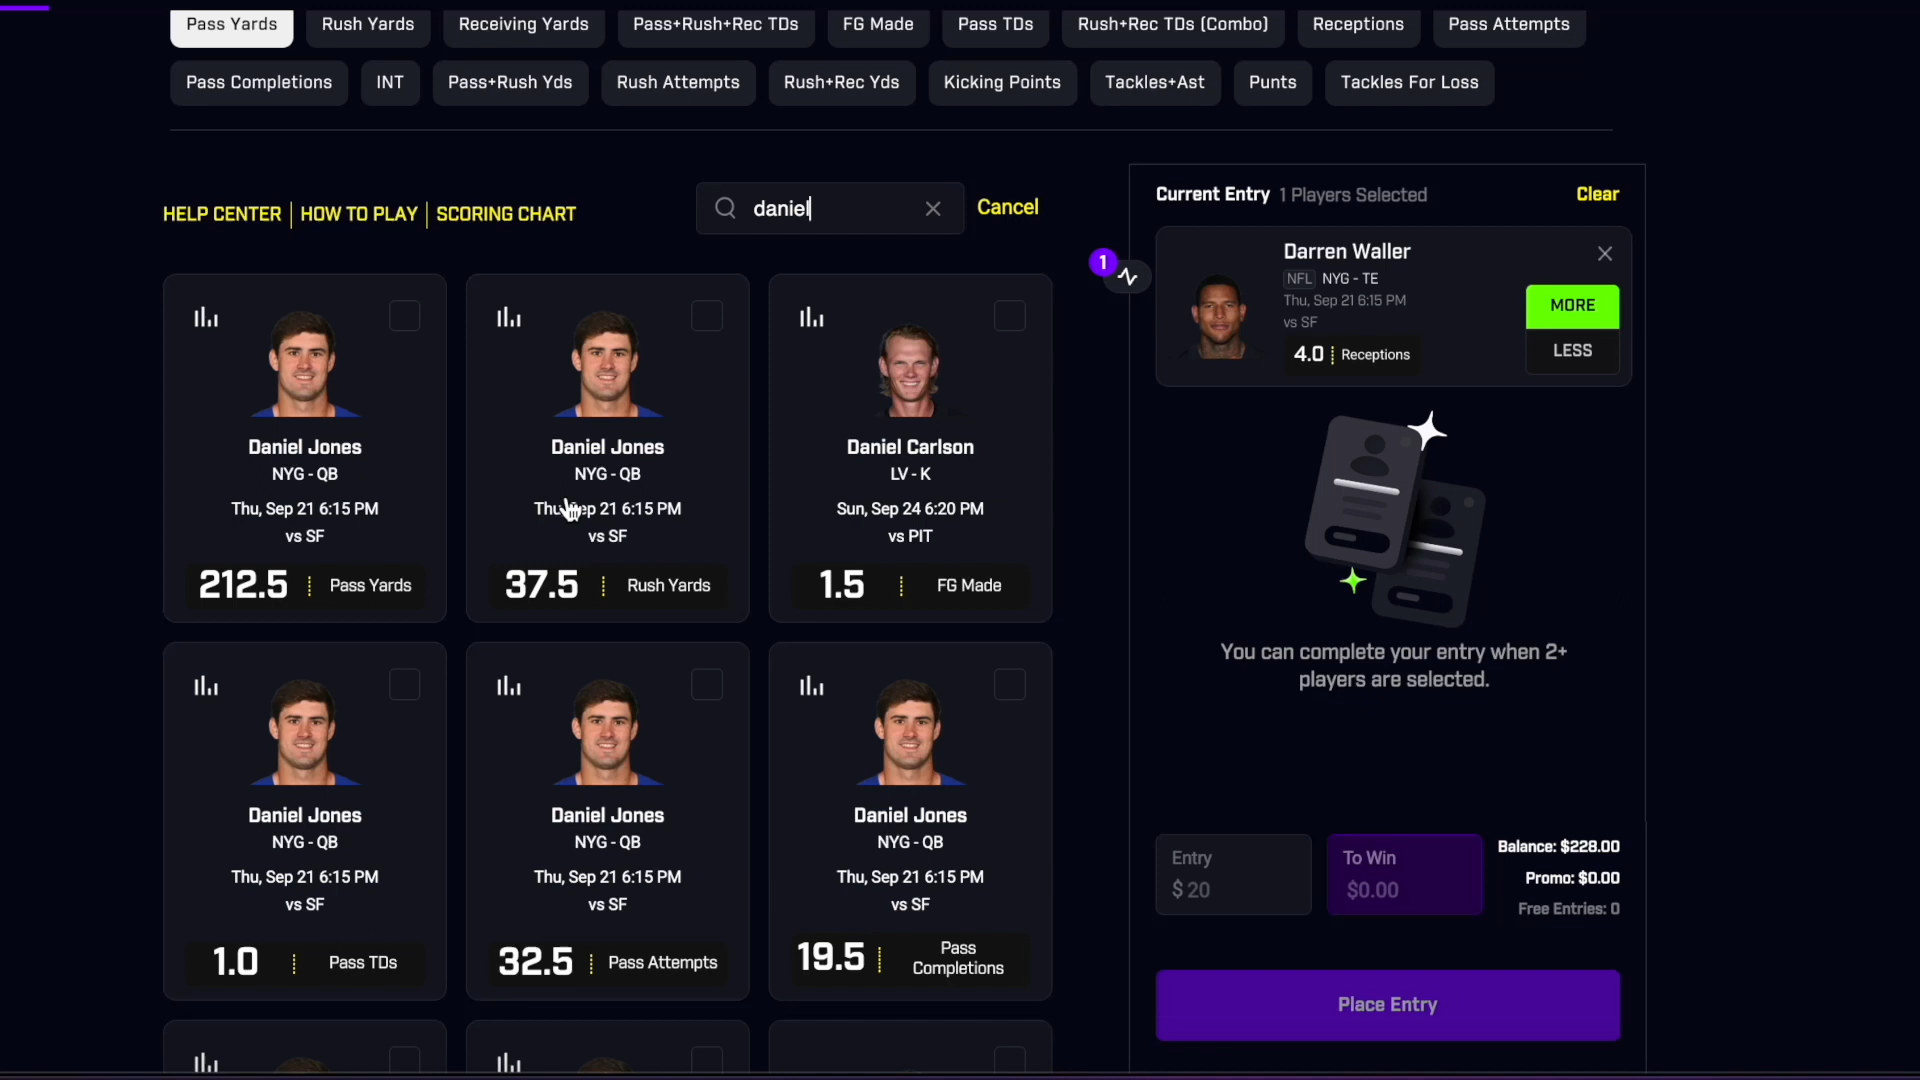 Pass Yards
Rush Yards
Receiving Yards
Pass+Rush+Rec TDs
FG Made
Pass TDs
Rush+Rec TDs (Combo)
Receptions
Pass Attempts
Pass Completions
INT
Pass+Rush Yds
Rush Attempts
Rush+Rec Yds
Kicking Points
Tackles+Ast
Punts
Tackles For Loss
HELP CENTER
HOW TO PLAY
SCORING CHART
daniel
Cancel
Daniel Jones
NYG - QB
Thu, Sep 21 6:15 PM
vs SF
212.5
Pass Yards
Daniel Jones
NYG - QB
Thu, Sep 21 6:15 PM
vs SF
37.5
Rush Yards
Daniel Carlson
LV - K
Sun, Sep 24 6:20 PM
vs PIT
1.5
FG Made
Daniel Jones
NYG - QB
Thu, Sep 21 6:15 PM
vs SF
1.0
Pass TDs
Daniel Jones
NYG - QB
Thu, Sep 21 6:15 PM
vs SF
32.5
Pass Attempts
Daniel Jones
NYG - QB
Thu, Sep 21 6:15 PM
vs SF
19.5
Pass
Completions
Current Entry 1 Players Selected
Clear
1
Darren Waller
NFL NYG - TE
Thu, Sep 21 6:15 PM
vs SF
4.0
Receptions
MORE
LESS
You can complete your entry when 2+
players are selected.
Entry
$ 20
To Win
$0.00
Balance: $228.00
Promo: $0.00
Free Entries: 0
Place Entry